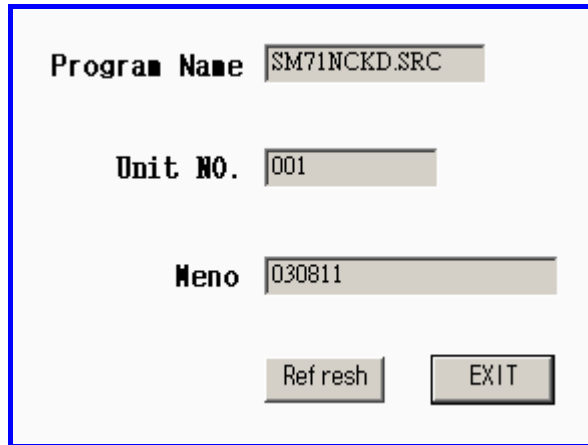 Program Name SM71NCKD.SRC
Unit NO. 001
Meno 030811
Refresh EXIT